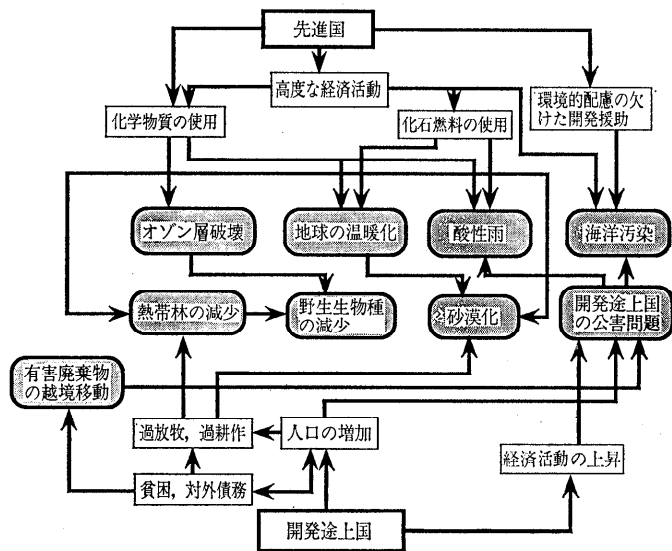 先進国
高度な経済活動
化学物質の使用
化石燃料の使用
環境的配慮の欠
けた開発援助
オゾン層破壊
地球の温暖化
酸性雨
海洋汚染
熱帯林の減少
野生生物種
の減少
砂漠化
開発途上国
の公害問題
有害廃棄物
の越境移動
過放牧，過耕作
人口の増加
経済活動の上昇
貧困，対外債務
開発途上国